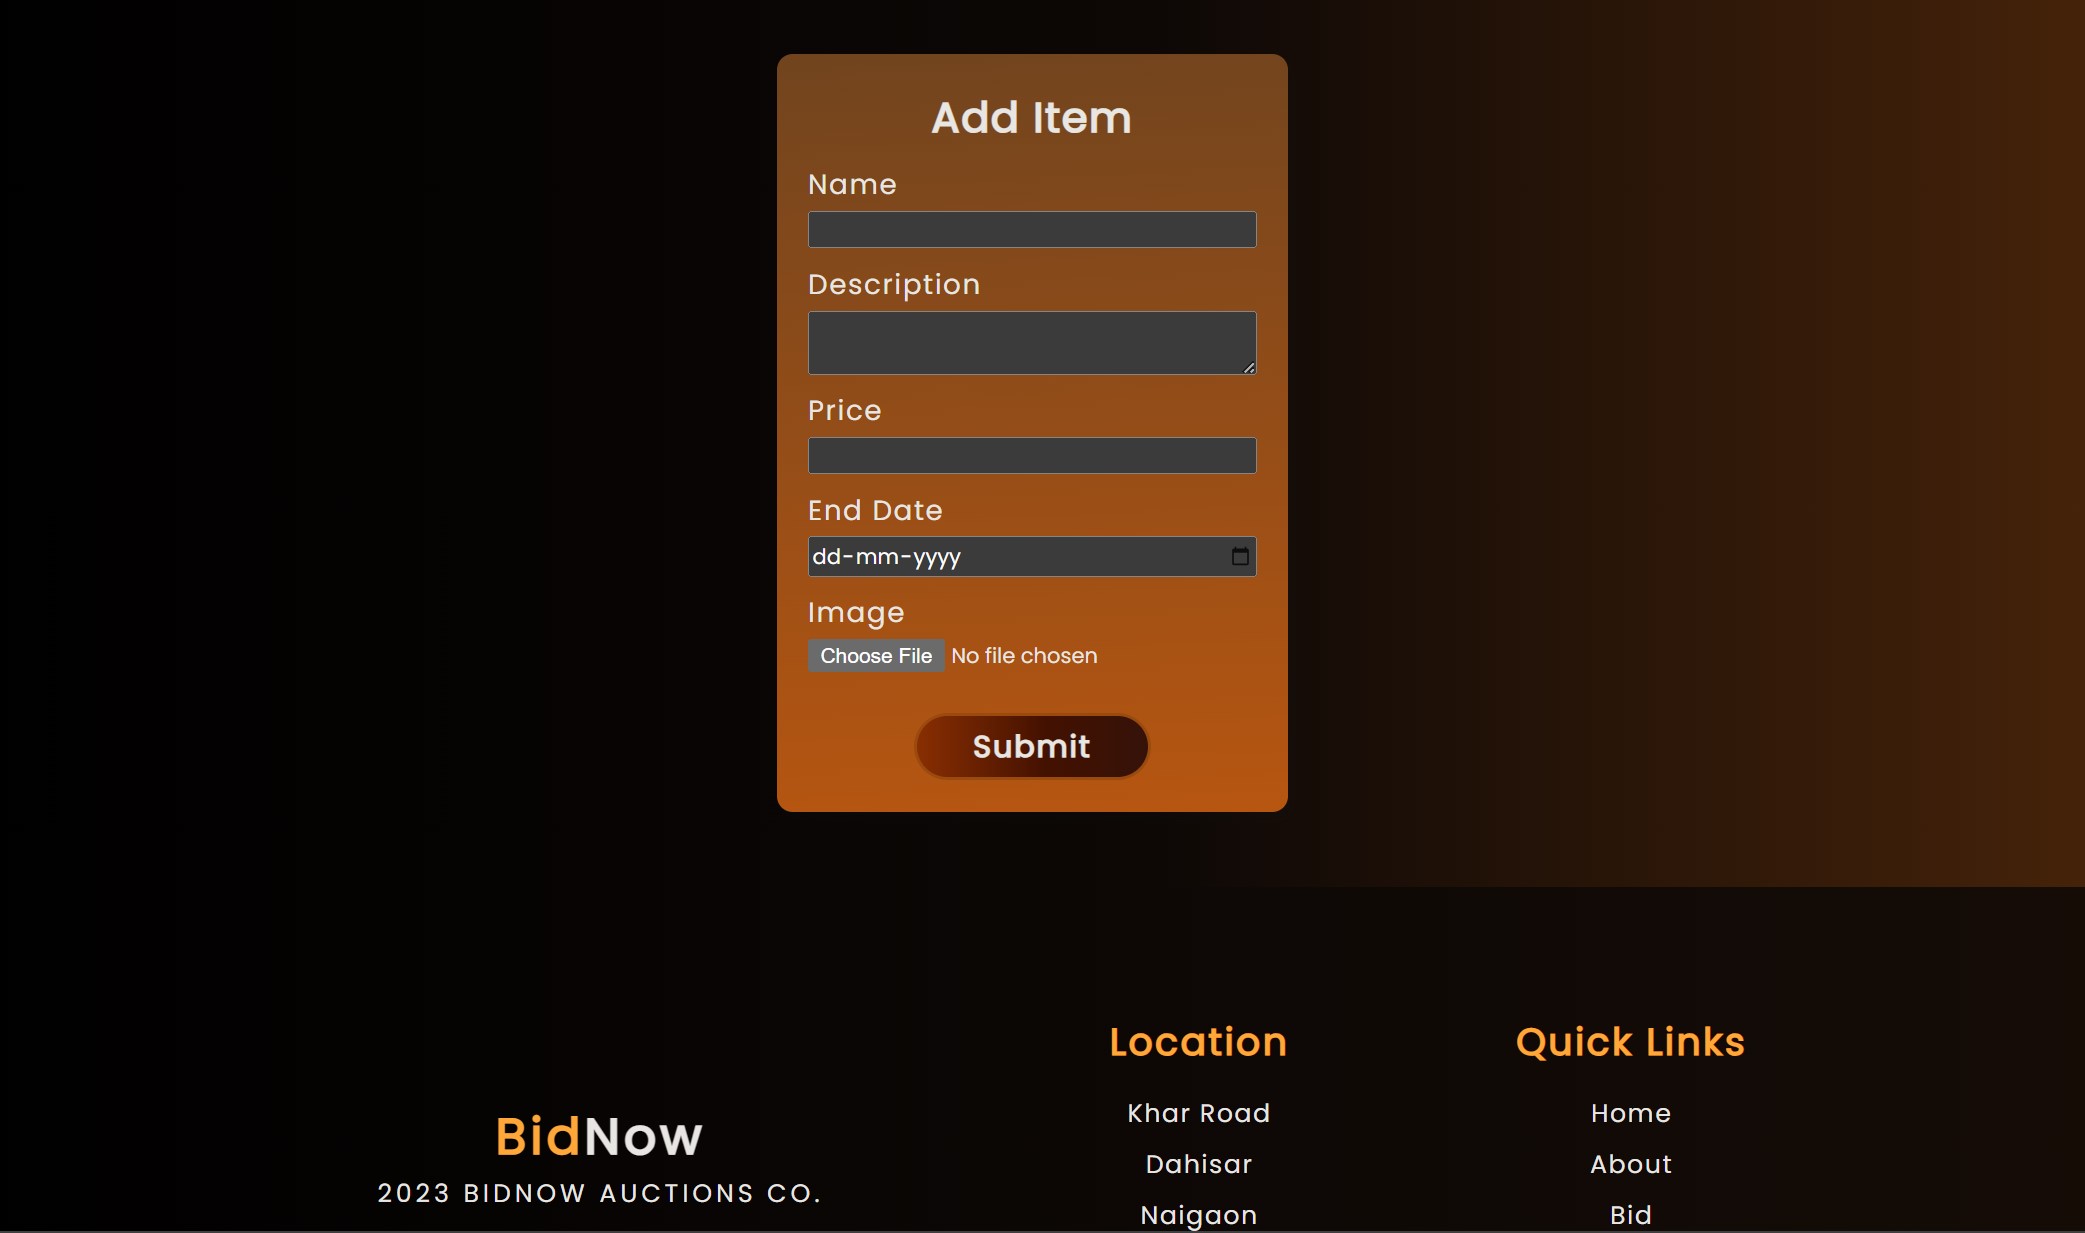 Add Item
Name
Description
Price
End Date
dd-mm-yyyy
Image
Choose File No file chosen
Submit
BidNow
2023 BIDNOW AUCTIONS CO.
Location
Khar Road
Dahisar
Naigaon
Quick Links
Home
About
Bid